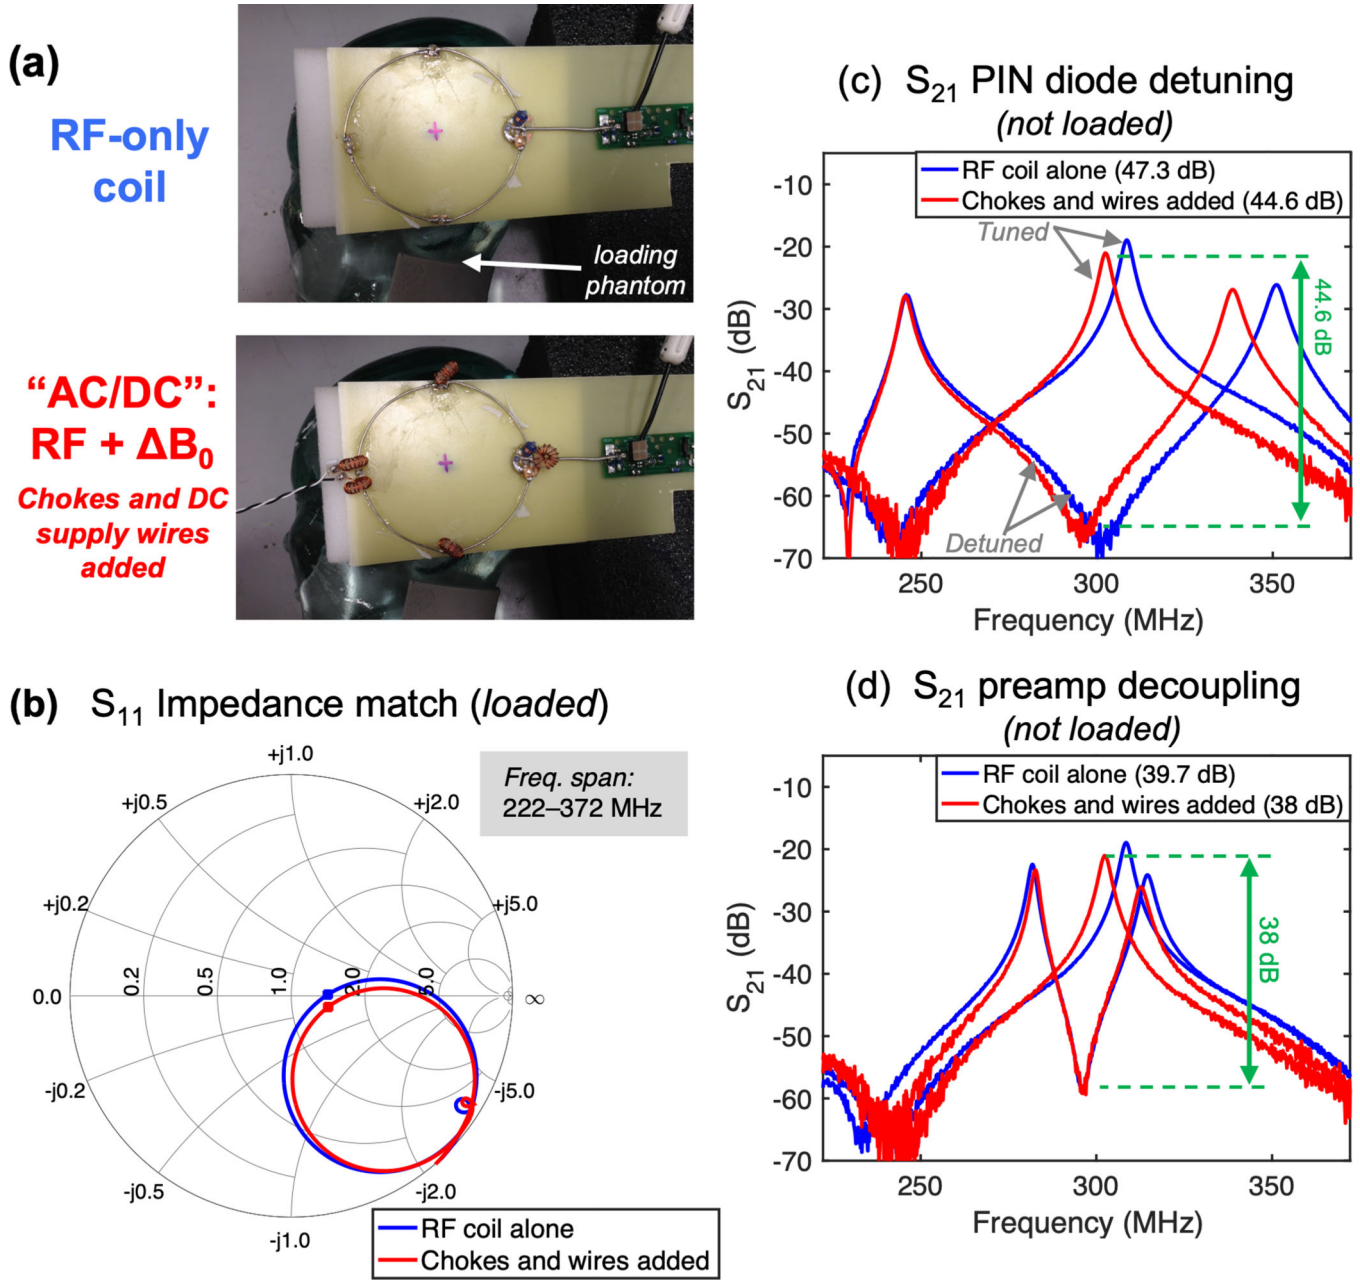 (a)
RF-only
coil
loading
phantom
“AC/DC”:
RF + ΔB₀
Chokes and DC
supply wires
added
(b) S₁₁ Impedance match (loaded)
Freq. span:
222–372 MHz
+j1.0
+j0.5
+j2.0
+j0.2
+j5.0
0.0
0.2
0.5
1.0
2.0
5.0
∞
-j0.2
-j5.0
-j0.5
-j2.0
-j1.0
RF coil alone
Chokes and wires added
(c) S₂₁ PIN diode detuning
(not loaded)
RF coil alone (47.3 dB)
Chokes and wires added (44.6 dB)
Tuned
Detuned
44.6 dB
S₂₁ (dB)
-10
-20
-30
-40
-50
-60
-70
250
300
350
Frequency (MHz)
(d) S₂₁ preamp decoupling
(not loaded)
RF coil alone (39.7 dB)
Chokes and wires added (38 dB)
38 dB
S₂₁ (dB)
-10
-20
-30
-40
-50
-60
-70
250
300
350
Frequency (MHz)